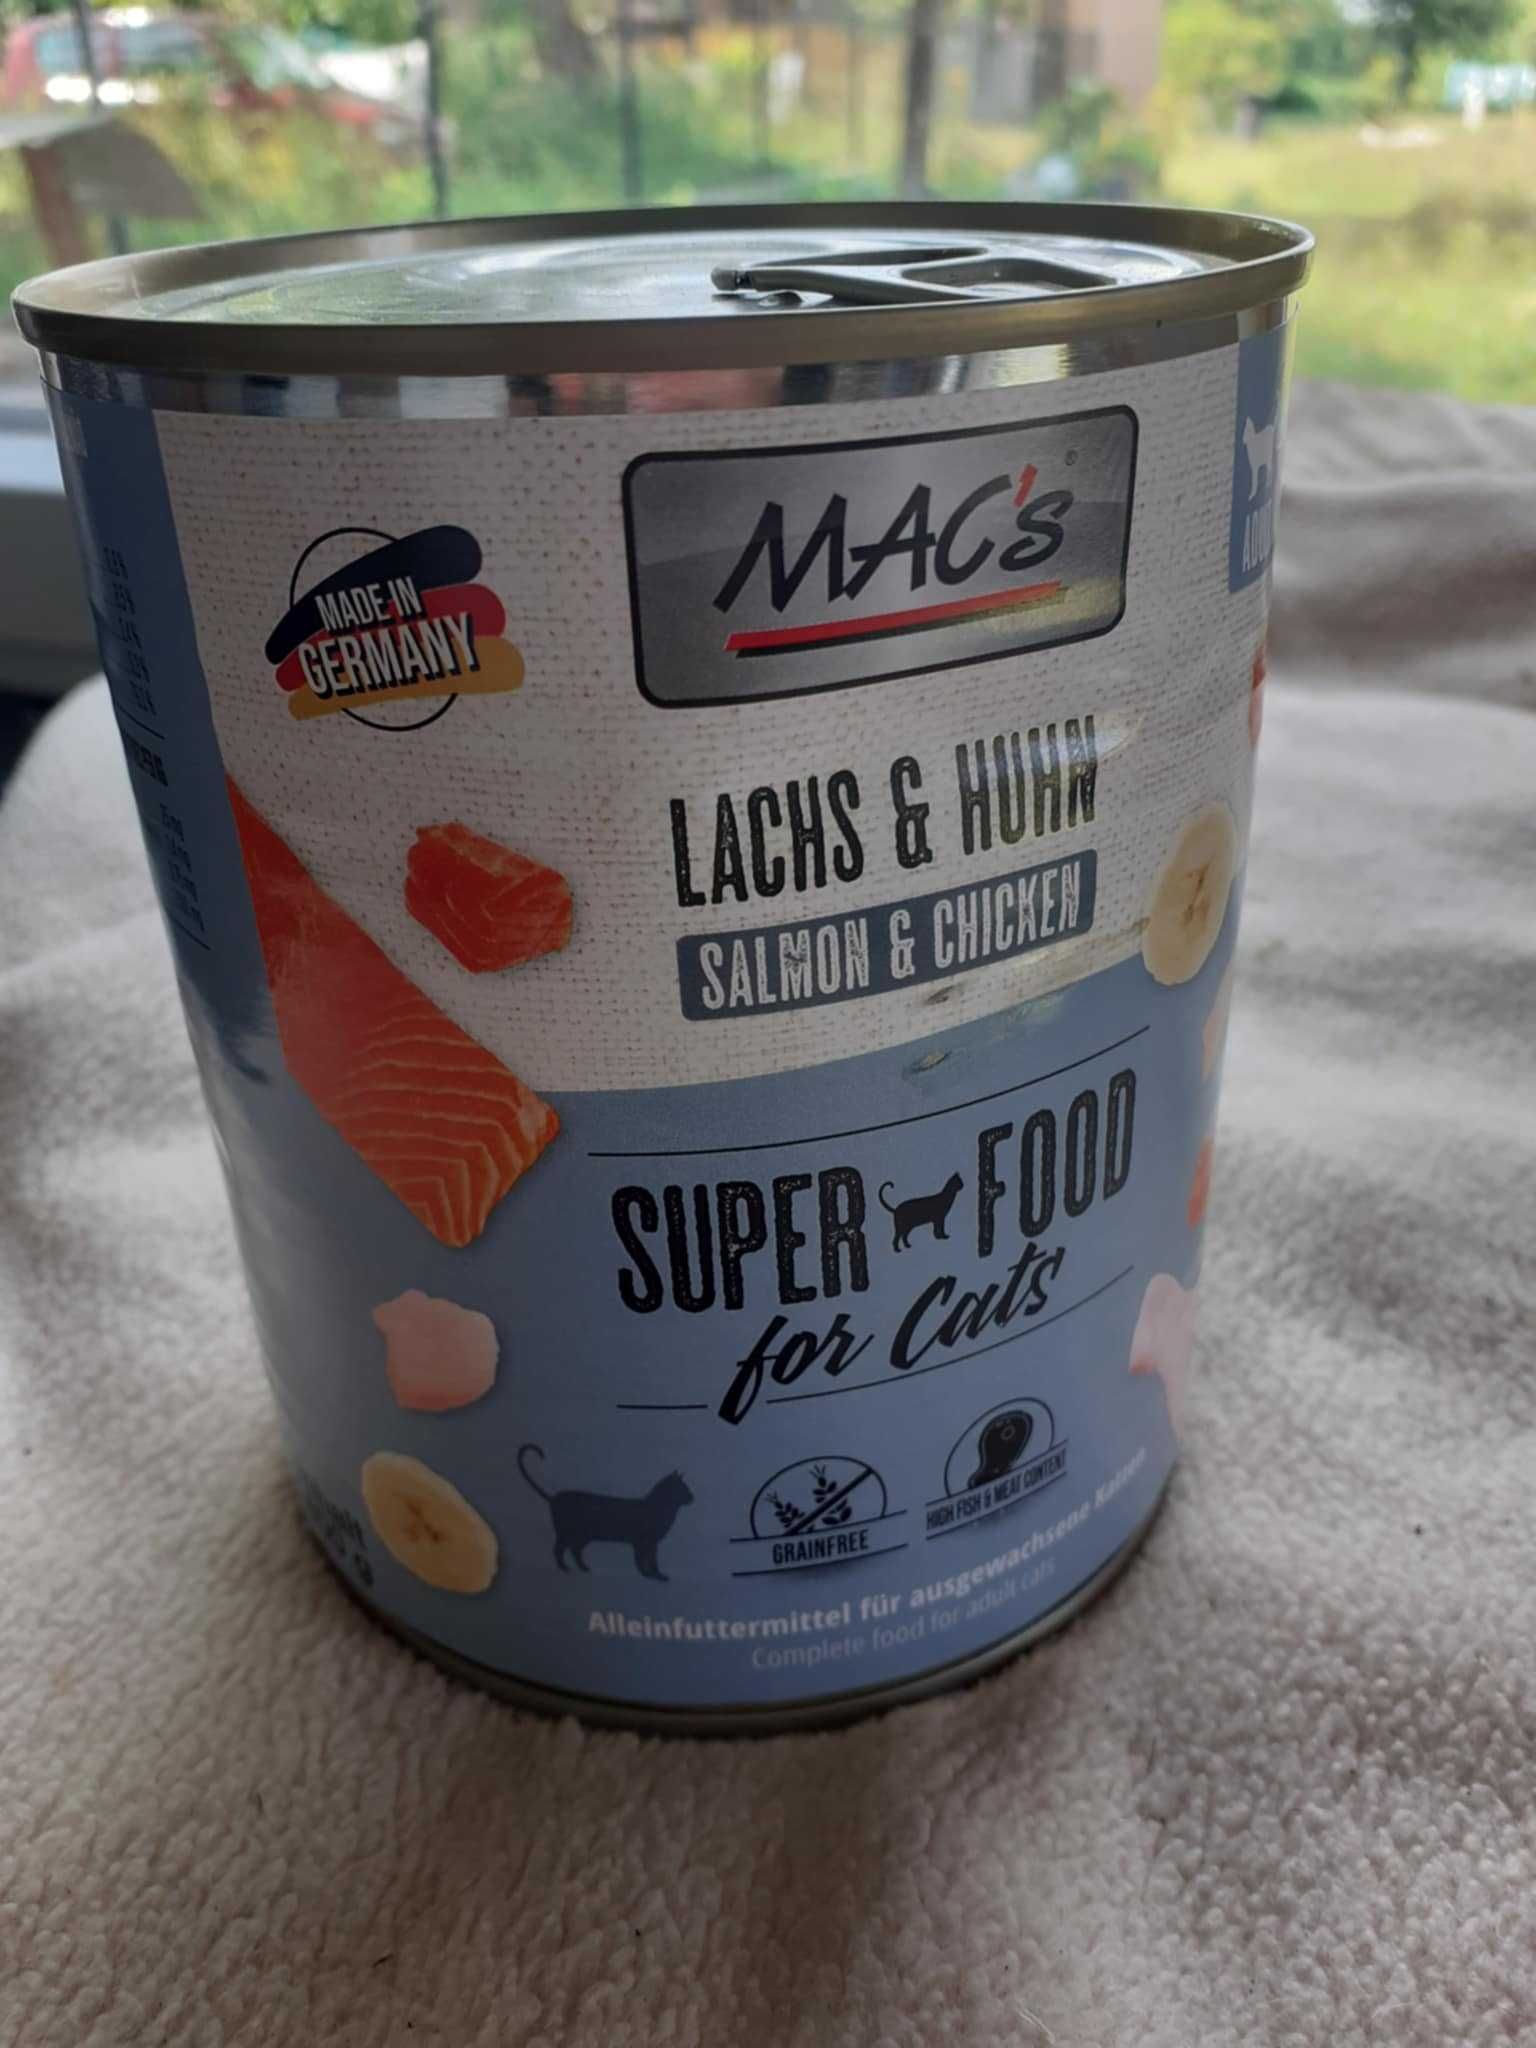 MADE IN
GERMANY
MAC's
®
LACHS & HUHN
SALMON & CHICKEN
SUPER FOOD
for Cats
GRAINFREE
HIGH FISH & MEAT CONTENT
Alleinfuttermittel für ausgewachsene Katzen
Complete food for adult cats